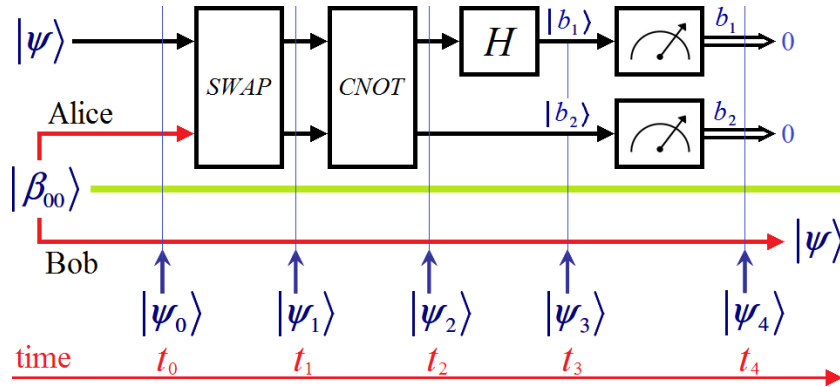 |ψ⟩ SWAP CNOT H |b₁⟩ b₁ 0
Alice |b₂⟩ b₂ 0
|β₀₀⟩
Bob |ψ⟩
|ψ₀⟩ |ψ₁⟩ |ψ₂⟩ |ψ₃⟩ |ψ₄⟩
time t₀ t₁ t₂ t₃ t₄